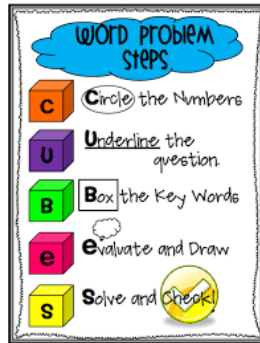 Word Problem
Steps
C Circle the Numbers
U Underline the
question.
B Box the Key Words
e evaluate and Draw
S Solve and Check!